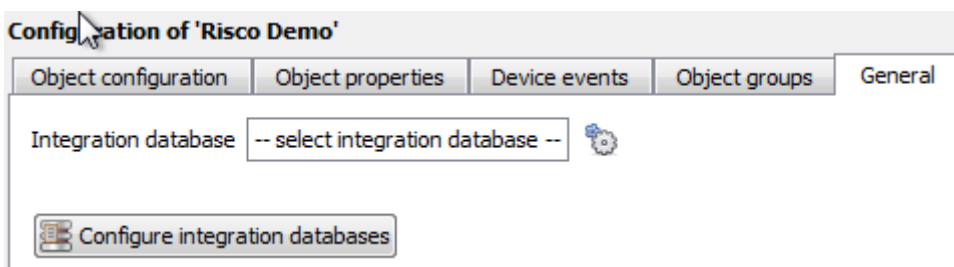 Configuration of 'Risco Demo'
Object configuration Object properties Device events Object groups General
Integration database -- select integration database --
Configure integration databases